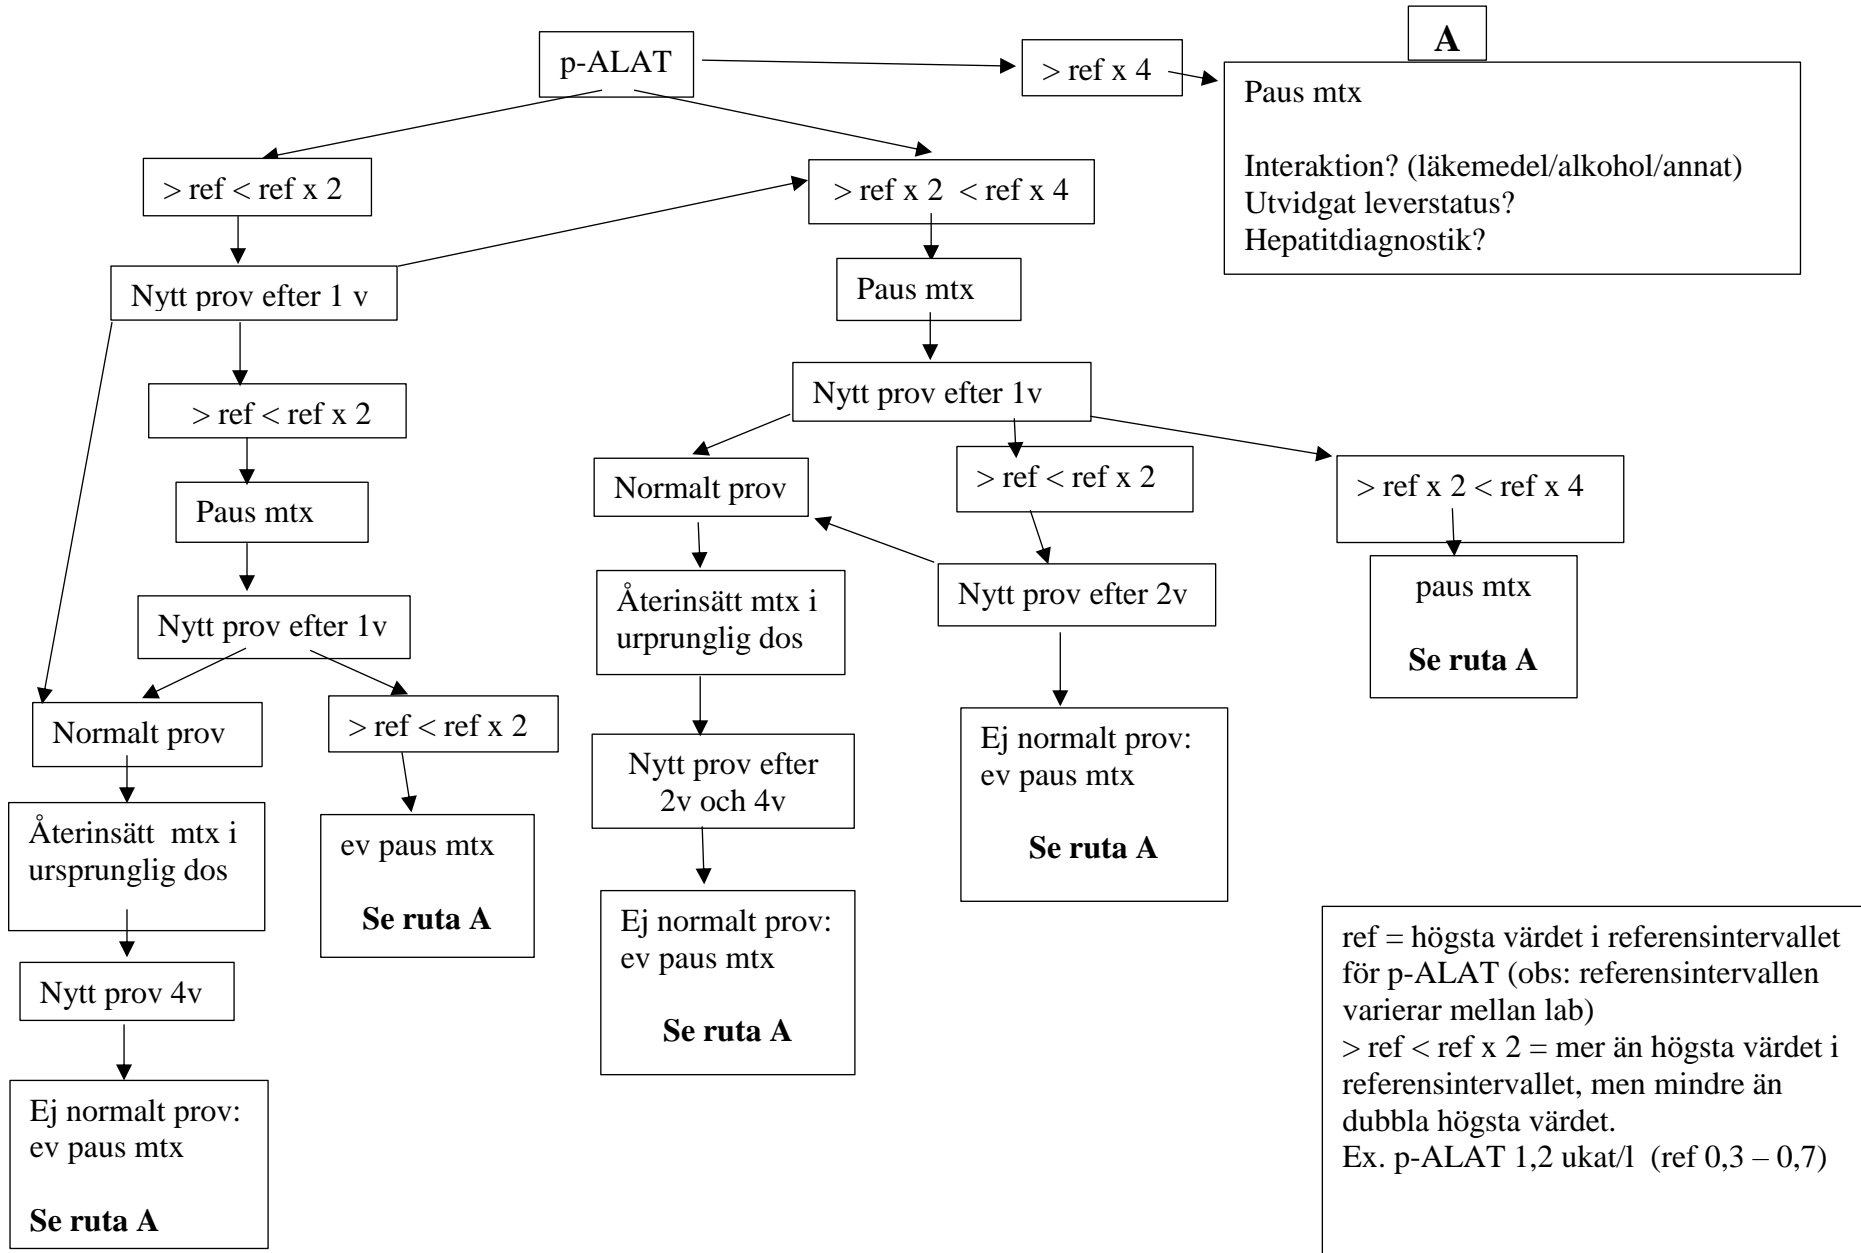 p-ALAT
> ref x 4
A
Paus mtx
Interaktion? (läkemedel/alkohol/annat)
Utvidgat leverstatus?
Hepatitdiagnostik?
> ref < ref x 2
> ref x 2 < ref x 4
Nytt prov efter 1 v
Paus mtx
> ref < ref x 2
Nytt prov efter 1v
Paus mtx
Normalt prov
> ref < ref x 2
> ref x 2 < ref x 4
Nytt prov efter 1v
Återinsätt mtx i
urprunglig dos
Nytt prov efter 2v
paus mtx
Se ruta A
Normalt prov
> ref < ref x 2
Nytt prov efter
2v och 4v
Ej normalt prov:
ev paus mtx
Se ruta A
Återinsätt mtx i
ursprunglig dos
ev paus mtx
Se ruta A
Ej normalt prov:
ev paus mtx
Se ruta A
Nytt prov 4v
Ej normalt prov:
ev paus mtx
Se ruta A
ref = högsta värdet i referensintervallet
för p-ALAT (obs: referensintervallen
varierar mellan lab)
> ref < ref x 2 = mer än högsta värdet i
referensintervallet, men mindre än
dubbla högsta värdet.
Ex. p-ALAT 1,2 ukat/l (ref 0,3 – 0,7)